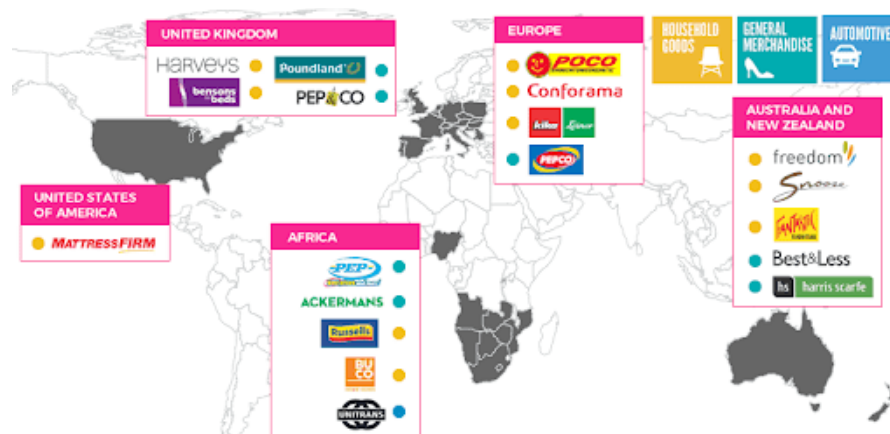 UNITED KINGDOM
HARVEYS
Poundland
bensons
for beds
PEP&CO
EUROPE
POCO
Conforama
kika
Leiner
PEPCO
HOUSEHOLD
GOODS
GENERAL
MERCHANDISE
AUTOMOTIVE
AUSTRALIA AND
NEW ZEALAND
freedom
Snooze
FANTASTIC
Best&Less
hs harris scarfe
UNITED STATES
OF AMERICA
MATTRESSFIRM
AFRICA
PEP
ACKERMANS
Russells
BU
CO
UNITRANS